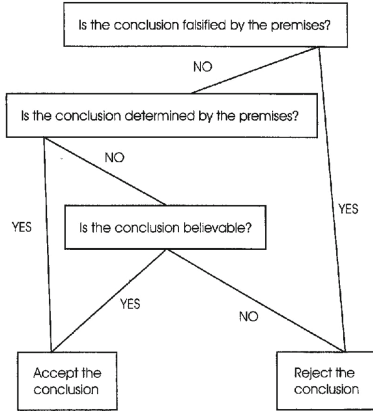 Is the conclusion falsified by the premises?
NO
Is the conclusion determined by the premises?
NO
YES
YES
Is the conclusion believable?
YES
NO
Accept the
conclusion
Reject the
conclusion